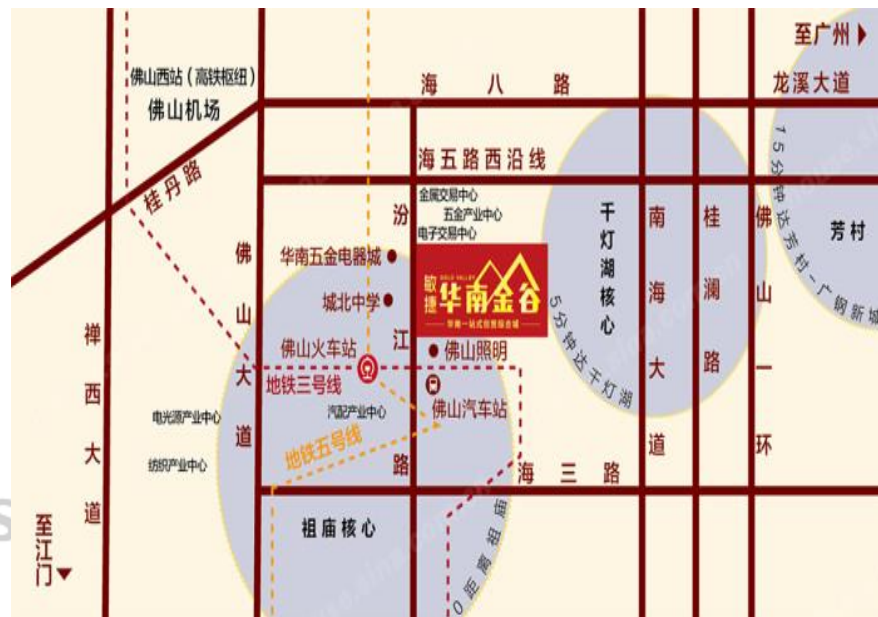 至广州
佛山西站（高铁枢纽）
佛山机场
海八路
龙溪大道
桂丹路
海五路西沿线
金属交易中心
五金产业中心
电子交易中心
15分钟达芳村-广钢新城
芳村
汾江路
千灯湖核心
5分钟达千灯湖
南海大道
桂澜路
佛山一环
佛山大道
华南五金电器城
城北中学
敏捷
GOLD VALLEY
华南金谷
佛山火车站
地铁三号线
佛山照明
佛山汽车站
禅西大道
电光源产业中心
汽配产业中心
纺织产业中心
地铁五号线
海三路
祖庙核心
0距离祖庙
至江门
s